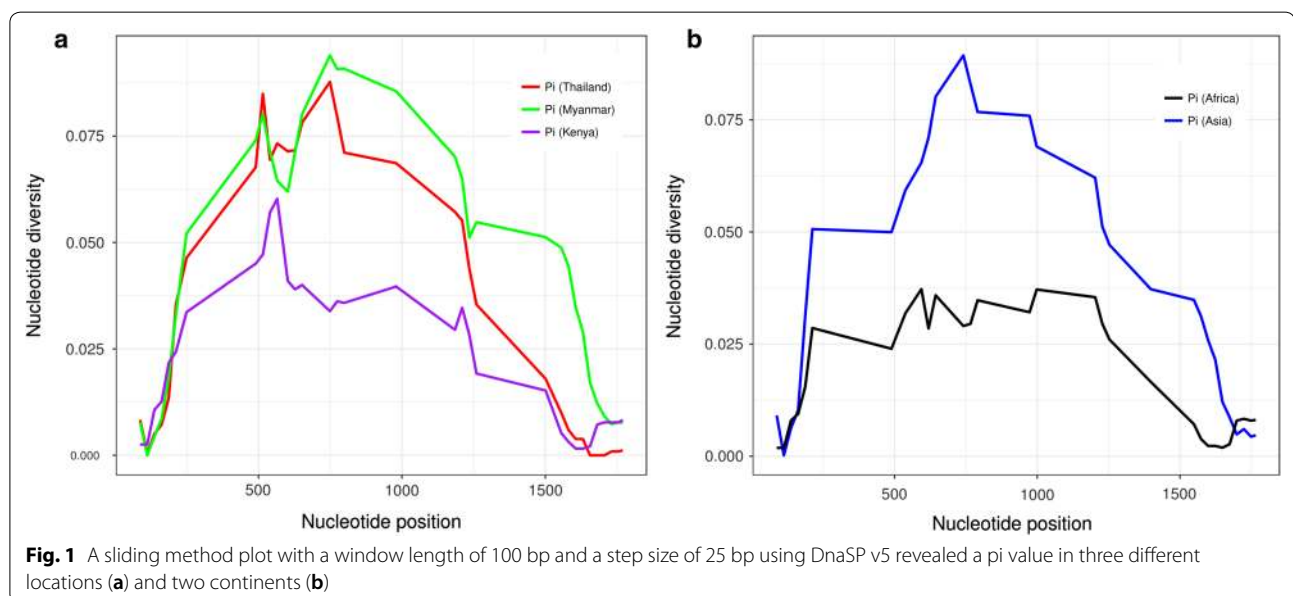 a
Nucleotide diversity
0.075
0.050
0.025
0.000
Pi (Thailand)
Pi (Myanmar)
Pi (Kenya)
500 1000 1500
Nucleotide position
b
Nucleotide diversity
0.075
0.050
0.025
0.000
Pi (Africa)
Pi (Asia)
500 1000 1500
Nucleotide position
Fig. 1 A sliding method plot with a window length of 100 bp and a step size of 25 bp using DnaSP v5 revealed a pi value in three different
locations (a) and two continents (b)